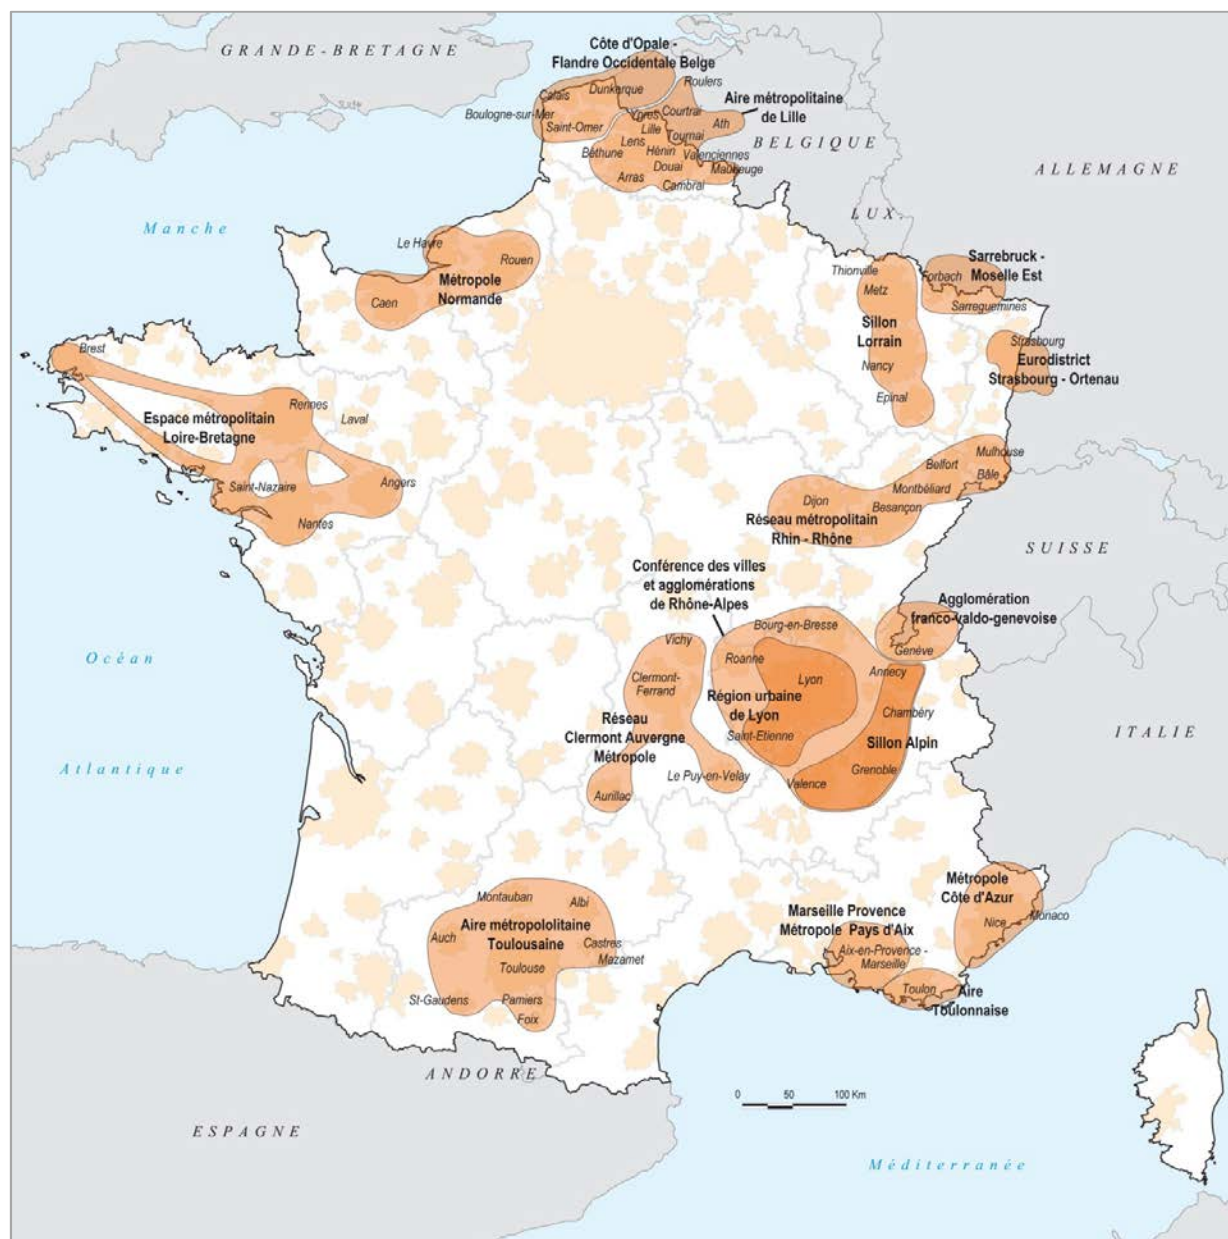 GRANDE-BRETAGNE
Côte d'Opale -
Flandre Occidentale Belge
Calais
Dunkerque
Roulers
Boulogne-sur-Mer
Saint-Omer
Ypres
Courtrai
Aire métropolitaine
de Lille
Lille
Tournai
Ath
Lens
Béthune
Hénin
Valenciennes
Douai
Maubeuge
Arras
Cambrai
BELGIQUE
ALLEMAGNE
LUX.
Manche
Le Havre
Rouen
Métropole
Normande
Caen
Thionville
Metz
Forbach
Sarrebruck -
Moselle Est
Sarreguemines
Sillon
Lorrain
Nancy
Epinal
Strasbourg
Eurodistrict
Strasbourg - Ortenau
Brest
Rennes
Laval
Espace métropolitain
Loire-Bretagne
Saint-Nazaire
Angers
Nantes
Mulhouse
Belfort
Bâle
Montbéliard
Dijon
Besançon
Réseau métropolitain
Rhin - Rhône
SUISSE
Conférence des villes
et agglomérations
de Rhône-Alpes
Agglomération
franco-valdo-genevoise
Genève
Bourg-en-Bresse
Vichy
Roanne
Annecy
Clermont-
Ferrand
Lyon
Région urbaine
de Lyon
Chambéry
Saint-Etienne
Sillon Alpin
Réseau
Clermont Auvergne
Métropole
Le Puy-en-Velay
Grenoble
Valence
Aurillac
ITALIE
Océan
Atlantique
Montauban
Albi
Aire métropololitaine
Toulousaine
Auch
Castres
Mazamet
Toulouse
St-Gaudens
Pamiers
Foix
Métropole
Côte d'Azur
Nice
Monaco
Marseille Provence
Métropole Pays d'Aix
Aix-en-Provence -
Marseille
Toulon
Aire
Toulonnaise
ANDORRE
ESPAGNE
0 50 100 Km
Méditerranée